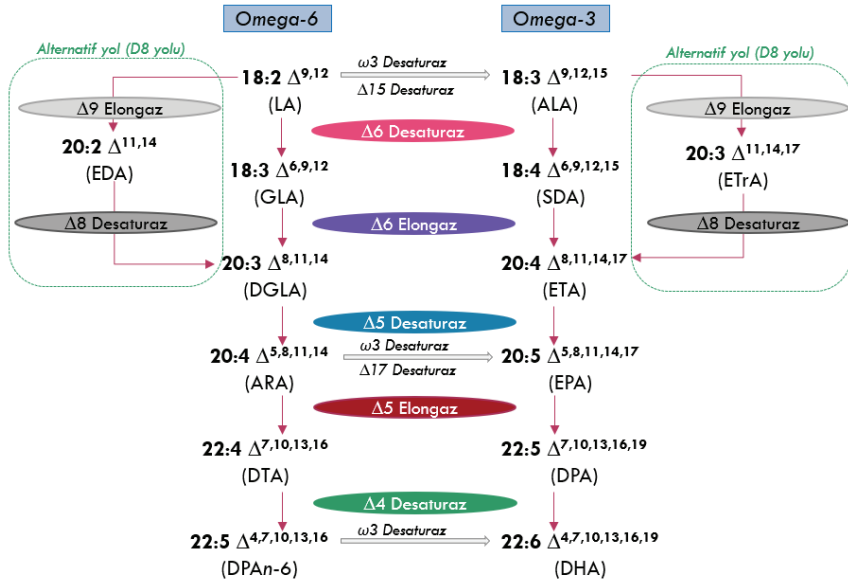 Omega-6
Omega-3
Alternatif yol (D8 yolu)
Alternatif yol (D8 yolu)
18:2 Δ9,12
(LA)
ω3 Desaturaz
Δ15 Desaturaz
18:3 Δ9,12,15
(ALA)
Δ9 Elongaz
Δ9 Elongaz
Δ6 Desaturaz
20:2 Δ11,14
(EDA)
18:3 Δ6,9,12
(GLA)
18:4 Δ6,9,12,15
(SDA)
20:3 Δ11,14,17
(ETrA)
Δ8 Desaturaz
Δ6 Elongaz
Δ8 Desaturaz
20:3 Δ8,11,14
(DGLA)
20:4 Δ8,11,14,17
(ETA)
Δ5 Desaturaz
20:4 Δ5,8,11,14
(ARA)
ω3 Desaturaz
Δ17 Desaturaz
20:5 Δ5,8,11,14,17
(EPA)
Δ5 Elongaz
22:4 Δ7,10,13,16
(DTA)
22:5 Δ7,10,13,16,19
(DPA)
Δ4 Desaturaz
22:5 Δ4,7,10,13,16
(DPAn-6)
ω3 Desaturaz
22:6 Δ4,7,10,13,16,19
(DHA)